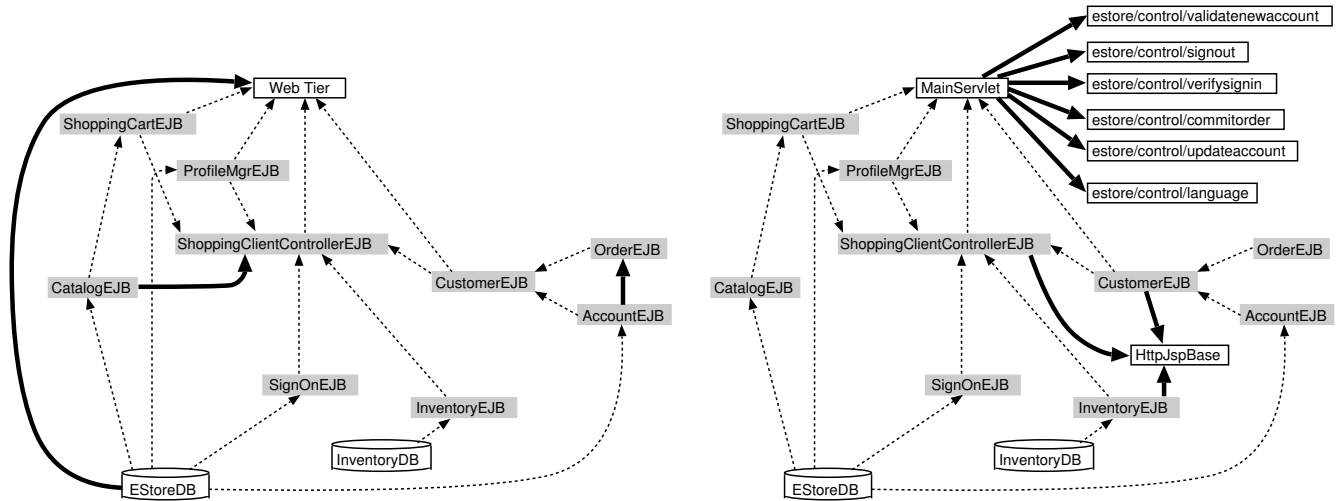 Web Tier
ShoppingCartEJB
ProfileMgrEJB
ShoppingClientControllerEJB
OrderEJB
CatalogEJB
CustomerEJB
AccountEJB
SignOnEJB
InventoryEJB
InventoryDB
EStoreDB
estore/control/validatenewaccount
estore/control/signout
MainServlet
estore/control/verifysignin
estore/control/commitorder
ShoppingCartEJB
estore/control/updateaccount
ProfileMgrEJB
estore/control/language
ShoppingClientControllerEJB
OrderEJB
CatalogEJB
CustomerEJB
AccountEJB
HttpJspBase
SignOnEJB
InventoryEJB
InventoryDB
EStoreDB